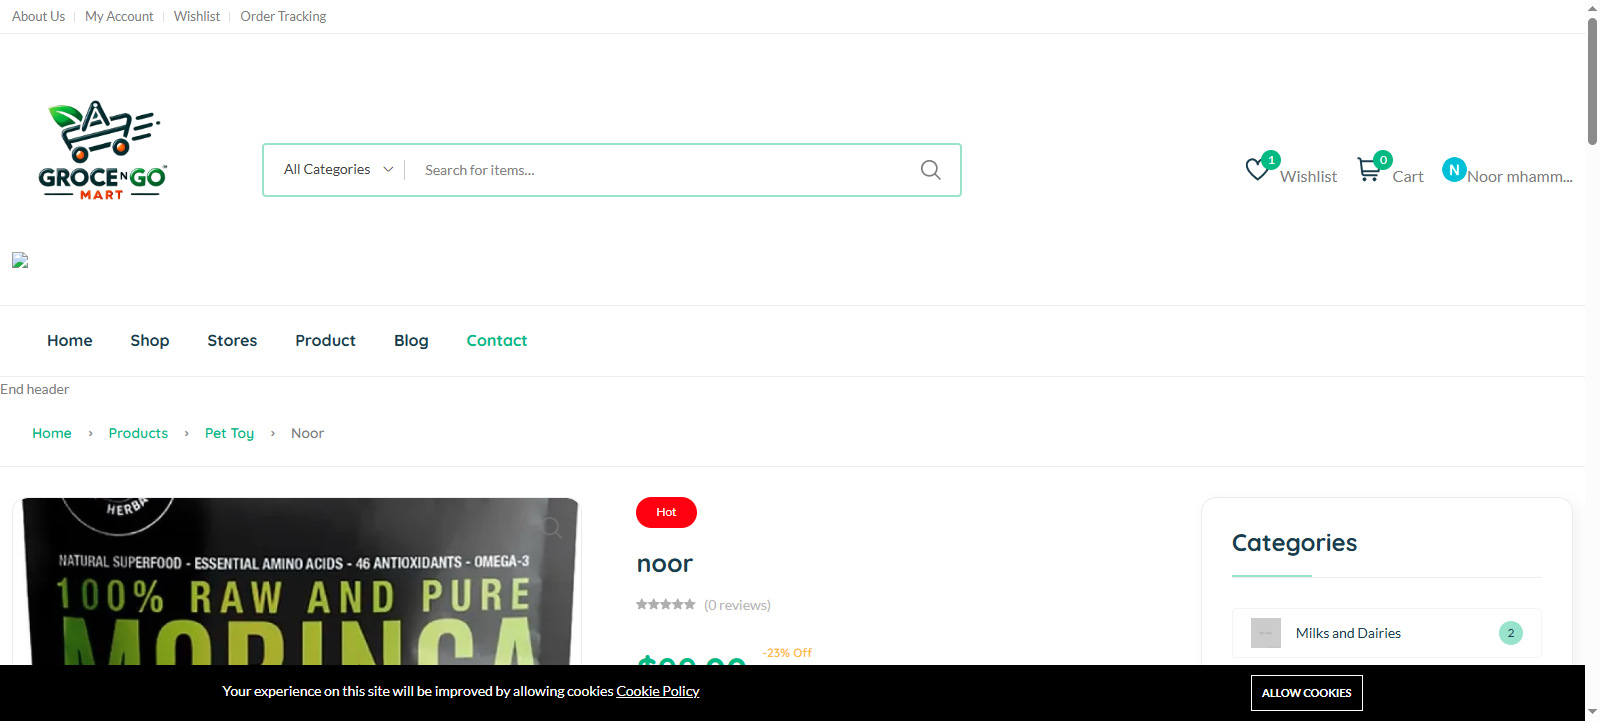 About Us
My Account
Wishlist
Order Tracking
GROCE N GO™
MART
All Categories
Search for items...
1
Wishlist
0
Cart
N
Noor mhamm...
Home
Shop
Stores
Product
Blog
Contact
End header
Home › Products › Pet Toy › Noor
HERBA
NATURAL SUPERFOOD - ESSENTIAL AMINO ACIDS - 46 ANTIOXIDANTS - OMEGA-3
100% RAW AND PURE
MORINGA
Hot
noor
(0 reviews)
-23% Off
Categories
Milks and Dairies
2
Your experience on this site will be improved by allowing cookies Cookie Policy
ALLOW COOKIES